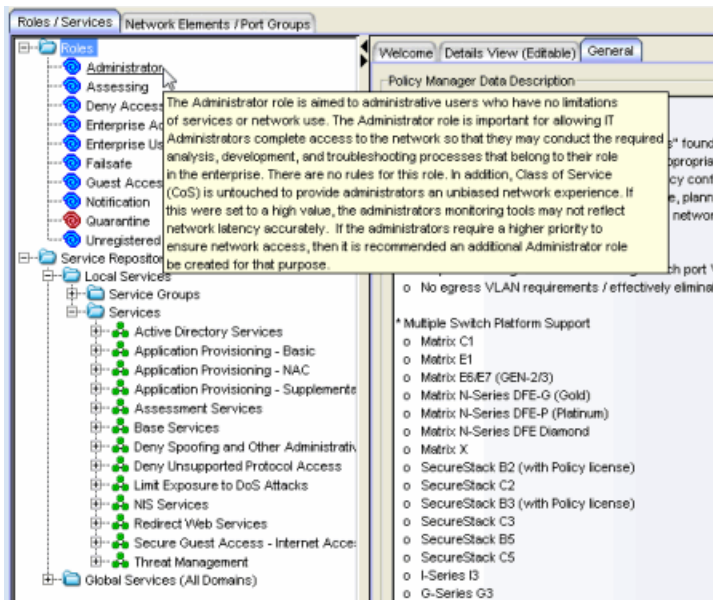 Roles / Services
Network Elements / Port Groups
Roles
Administrator
Assessing
Deny Access
Enterprise
Enterprise
Failsafe
Guest Acces
Notification
Quarantine
Unregistered
Service Repositor
Local Services
Service Groups
Services
Active Directory Services
Application Provisioning - Basic
Application Provisioning - NAC
Application Provisioning - Supplementa
Assessment Services
Base Services
Deny Spoofing and Other Administrativ
Deny Unsupported Protocol Access
Limit Exposure to DoS Attacks
NIS Services
Redirect Web Services
Secure Guest Access - Internet Acce
Threat Management
Global Services (All Domains)
The Administrator role is aimed to administrative users who have no limitations
of services or network use. The Administrator role is important for allowing IT
Administrators complete access to the network so that they may conduct the required
analysis, development, and troubleshooting processes that belong to their role
in the enterprise. There are no rules for this role. In addition, Class of Service
(CoS) is untouched to provide administrators an unbiased network experience. If
this were set to a high value, the administrators monitoring tools may not reflect
network latency accurately. If the administrators require a higher priority to
ensure network access, then it is recommended an additional Administrator role
be created for that purpose.
Welcome
Details View (Editable)
General
Policy Manager Data Description
s" found
opropria
cy cont
e, plann
networ
ch port
o No egress VLAN requirements / effectively elimina
* Multiple Switch Platform Support
o Matrix C1
o Matrix E1
o Matrix E6/E7 (GEN-2/3)
o Matrix N-Series DFE-G (Gold)
o Matrix N-Series DFE-P (Platinum)
o Matrix N-Series DFE Diamond
o Matrix X
o SecureStack B2 (with Policy license)
o SecureStack C2
o SecureStack B3 (with Policy license)
o SecureStack C3
o SecureStack B5
o SecureStack C5
o I-Series I3
o G-Series G3